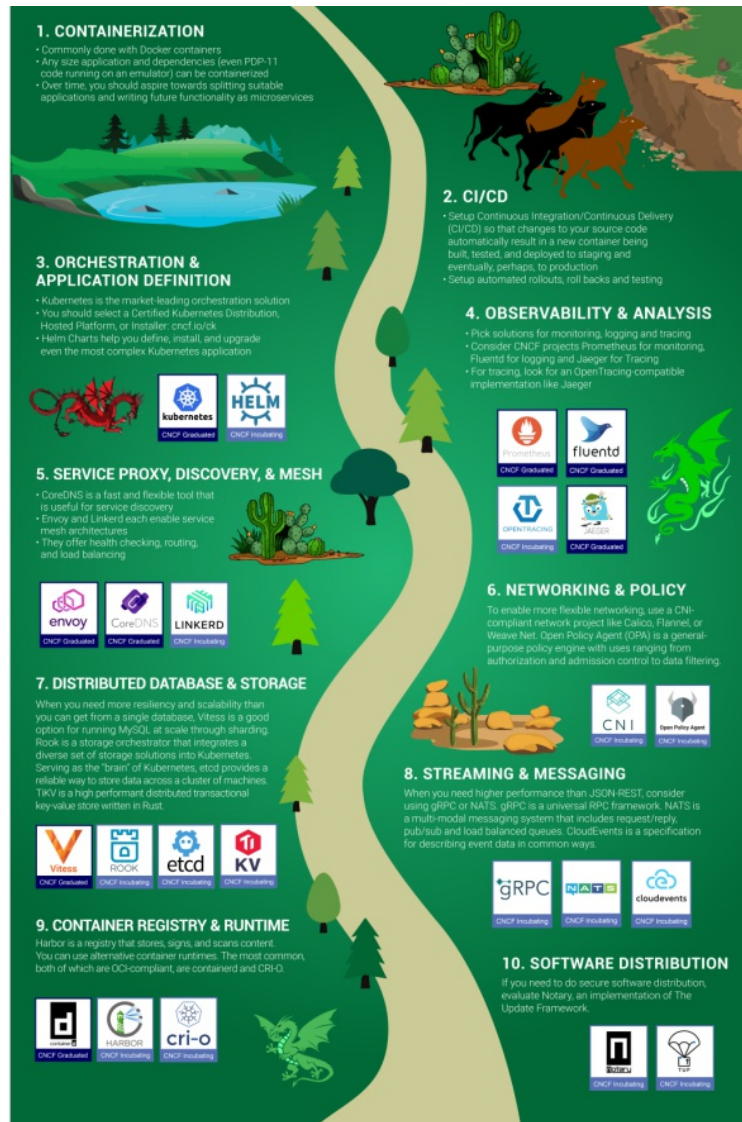 1. CONTAINERIZATION
• Commonly done with Docker containers
• Any size application and dependencies (even PDP-11
code running on an emulator) can be containerized
• Over time, you should aspire towards splitting suitable
applications and writing future functionality as microservices
2. CI/CD
• Setup Continuous Integration/Continuous Delivery
(CI/CD) so that changes to your source code
automatically result in a new container being
built, tested, and deployed to staging and
eventually, perhaps, to production
• Setup automated rollouts, roll backs and testing
3. ORCHESTRATION &
APPLICATION DEFINITION
• Kubernetes is the market-leading orchestration solution
• You should select a Certified Kubernetes Distribution,
Hosted Platform, or Installer: cncf.io/ck
• Helm Charts help you define, install, and upgrade
even the most complex Kubernetes application
kubernetes
CNCF Graduated
HELM
CNCF Incubating
4. OBSERVABILITY & ANALYSIS
• Pick solutions for monitoring, logging and tracing
• Consider CNCF projects Prometheus for monitoring,
Fluentd for logging and Jaeger for Tracing
• For tracing, look for an OpenTracing-compatible
implementation like Jaeger
Prometheus
CNCF Graduated
fluentd
CNCF Graduated
OPENTRACING
CNCF Incubating
JAEGER
CNCF Graduated
5. SERVICE PROXY, DISCOVERY, & MESH
• CoreDNS is a fast and flexible tool that
is useful for service discovery
• Envoy and Linkerd each enable service
mesh architectures
• They offer health checking, routing,
and load balancing
envoy
CNCF Graduated
CoreDNS
CNCF Graduated
LINKERD
CNCF Incubating
6. NETWORKING & POLICY
To enable more flexible networking, use a CNI-
compliant network project like Calico, Flannel, or
Weave Net. Open Policy Agent (OPA) is a general-
purpose policy engine with uses ranging from
authorization and admission control to data filtering.
CNI
CNCF Incubating
Open Policy Agent
CNCF Incubating
7. DISTRIBUTED DATABASE & STORAGE
When you need more resiliency and scalability than
you can get from a single database, Vitess is a good
option for running MySQL at scale through sharding.
Rook is a storage orchestrator that integrates a
diverse set of storage solutions into Kubernetes.
Serving as the "brain" of Kubernetes, etcd provides a
reliable way to store data across a cluster of machines.
TiKV is a high performant distributed transactional
key-value store written in Rust.
Vitess
CNCF Graduated
ROOK
CNCF Incubating
etcd
CNCF Incubating
TI
KV
CNCF Incubating
8. STREAMING & MESSAGING
When you need higher performance than JSON-REST, consider
using gRPC or NATS. gRPC is a universal RPC framework. NATS is
a multi-modal messaging system that includes request/reply,
pub/sub and load balanced queues. CloudEvents is a specification
for describing event data in common ways.
gRPC
CNCF Incubating
NATS
CNCF Incubating
cloudevents
CNCF Incubating
9. CONTAINER REGISTRY & RUNTIME
Harbor is a registry that stores, signs, and scans content.
You can use alternative container runtimes. The most common,
both of which are OCI-compliant, are containerd and CRI-O.
d
containerd
CNCF Graduated
HARBOR
CNCF Incubating
cri-o
CNCF Incubating
10. SOFTWARE DISTRIBUTION
If you need to do secure software distribution,
evaluate Notary, an implementation of The
Update Framework.
n
Notary
CNCF Incubating
TUF
CNCF Incubating